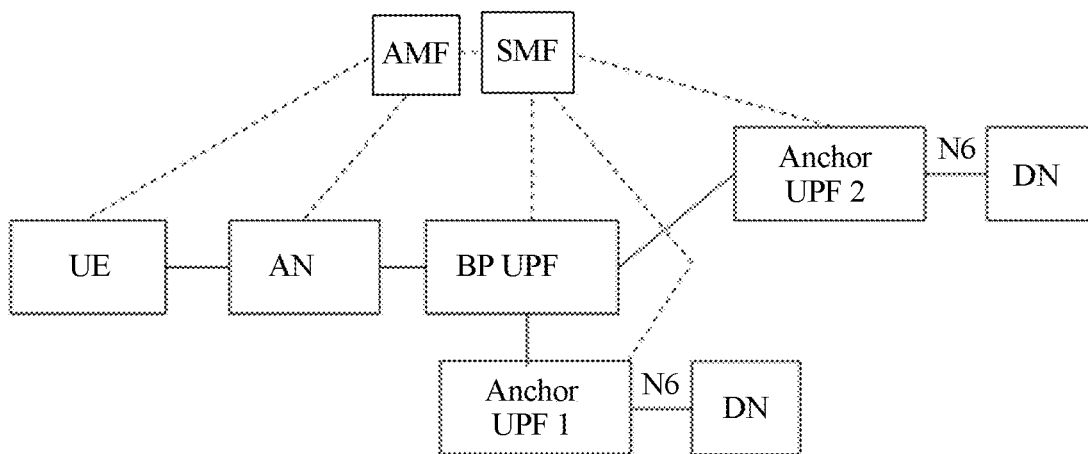 AMF
SMF
Anchor
UPF 2
N6
DN
UE
AN
BP UPF
Anchor
UPF 1
N6
DN